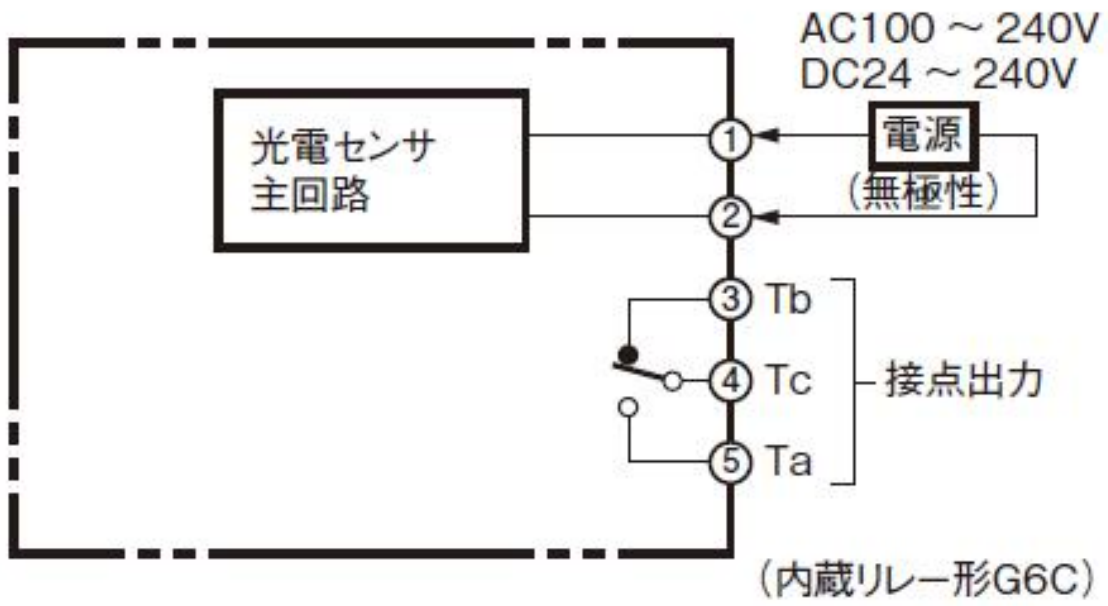 AC100 ～ 240V
DC24 ～ 240V
光電センサ
主回路
① 電源
(無極性)
②
③ Tb
④ Tc 接点出力
⑤ Ta
(内蔵リレー形G6C)